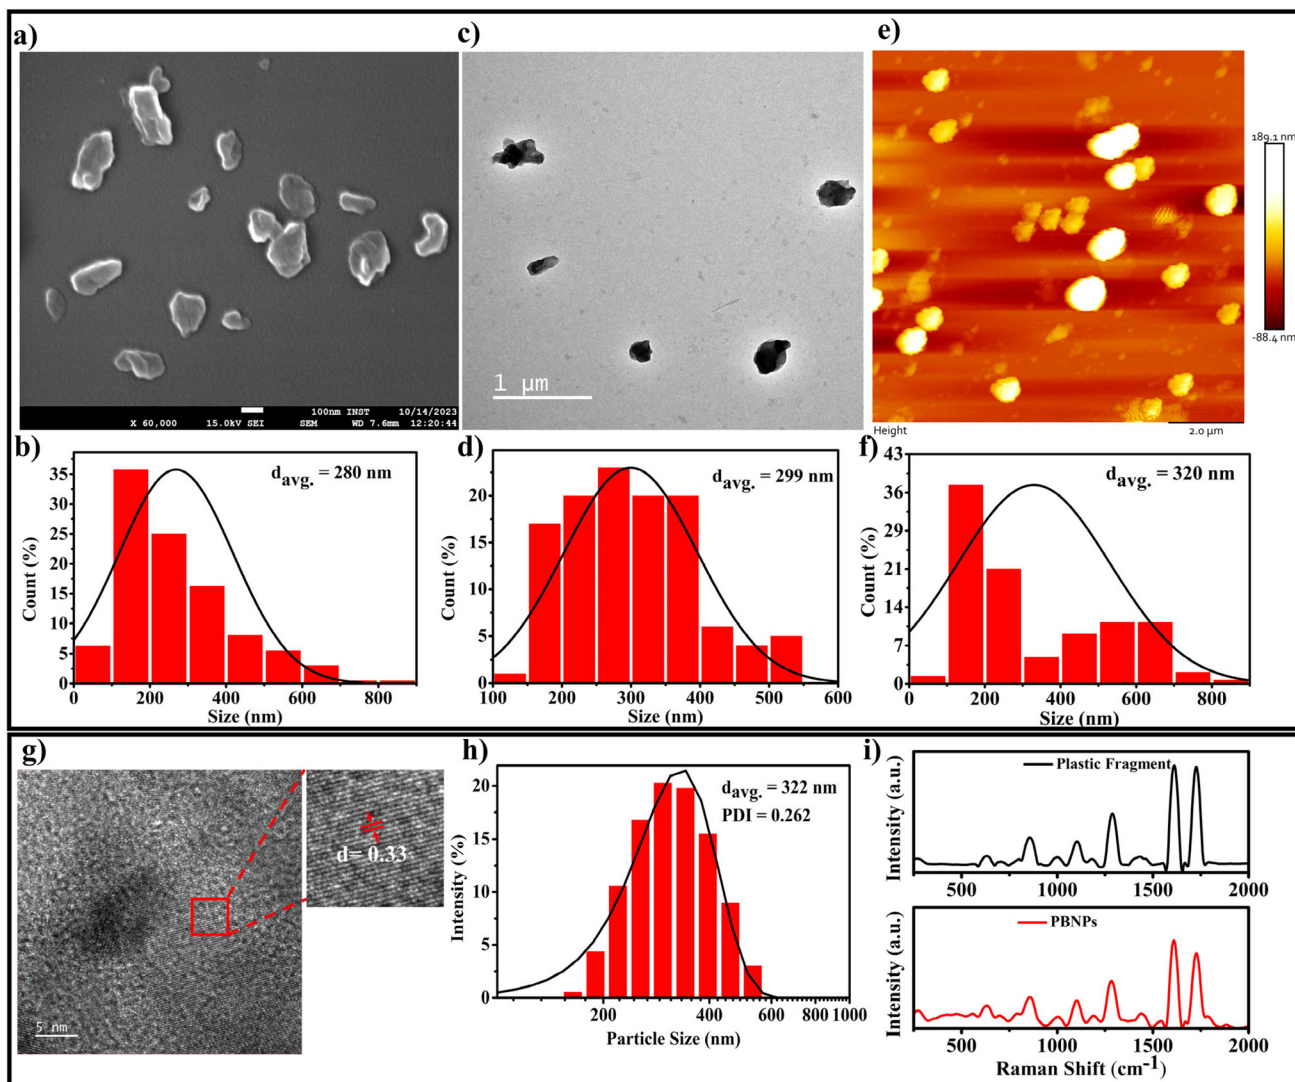 a)
c)
e)
189.1 nm
-88.4 nm
1 μm
100nm INST 10/14/2023
X 60,000 15.0kV SEI SEM WD 7.6mm 12:20:44
Height
2.0 μm
b)
davg. = 280 nm
Count (%)
35
30
25
20
15
10
5
0
0 200 400 600 800
Size (nm)
d)
davg. = 299 nm
Count (%)
20
15
10
5
0
100 200 300 400 500 600
Size (nm)
f)
davg. = 320 nm
Count (%)
43
36
29
21
14
7
0
0 200 400 600 800
Size (nm)
g)
d= 0.33
5 nm
h)
davg. = 322 nm
PDI = 0.262
Intensity (%)
20
15
10
5
0
200 400 600 800 1000
Particle Size (nm)
i)
Plastic Fragment
Intensity (a.u.)
500 1000 1500 2000
PBNPs
Intensity (a.u.)
500 1000 1500 2000
Raman Shift (cm-1)